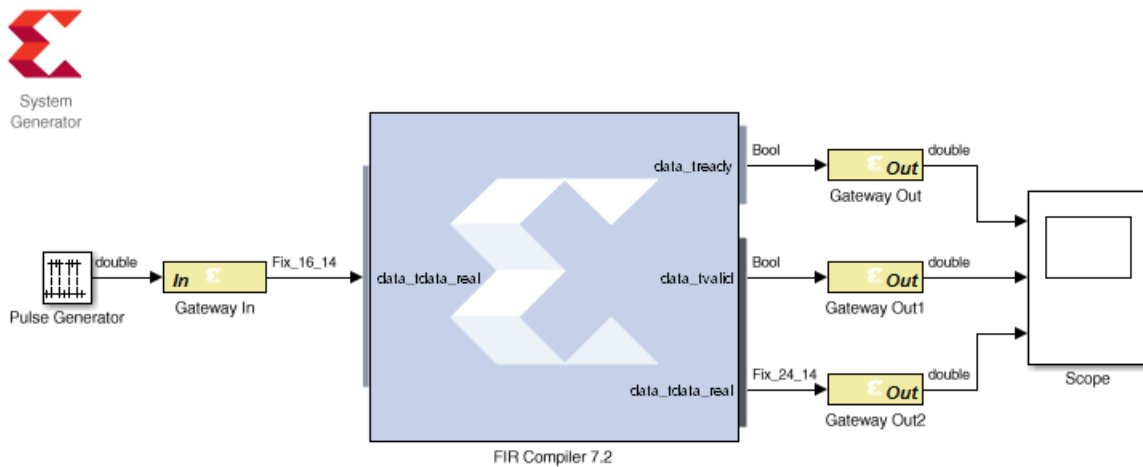 System
Generator
data_tready
Bool
Out
double
Gateway Out
double
Fix_16_14
In
data_tdata_real
data_tvalid
Bool
Out
double
Pulse Generator
Gateway In
Gateway Out1
data_tdata_real
Fix_24_14
Out
double
Scope
Gateway Out2
FIR Compiler 7.2